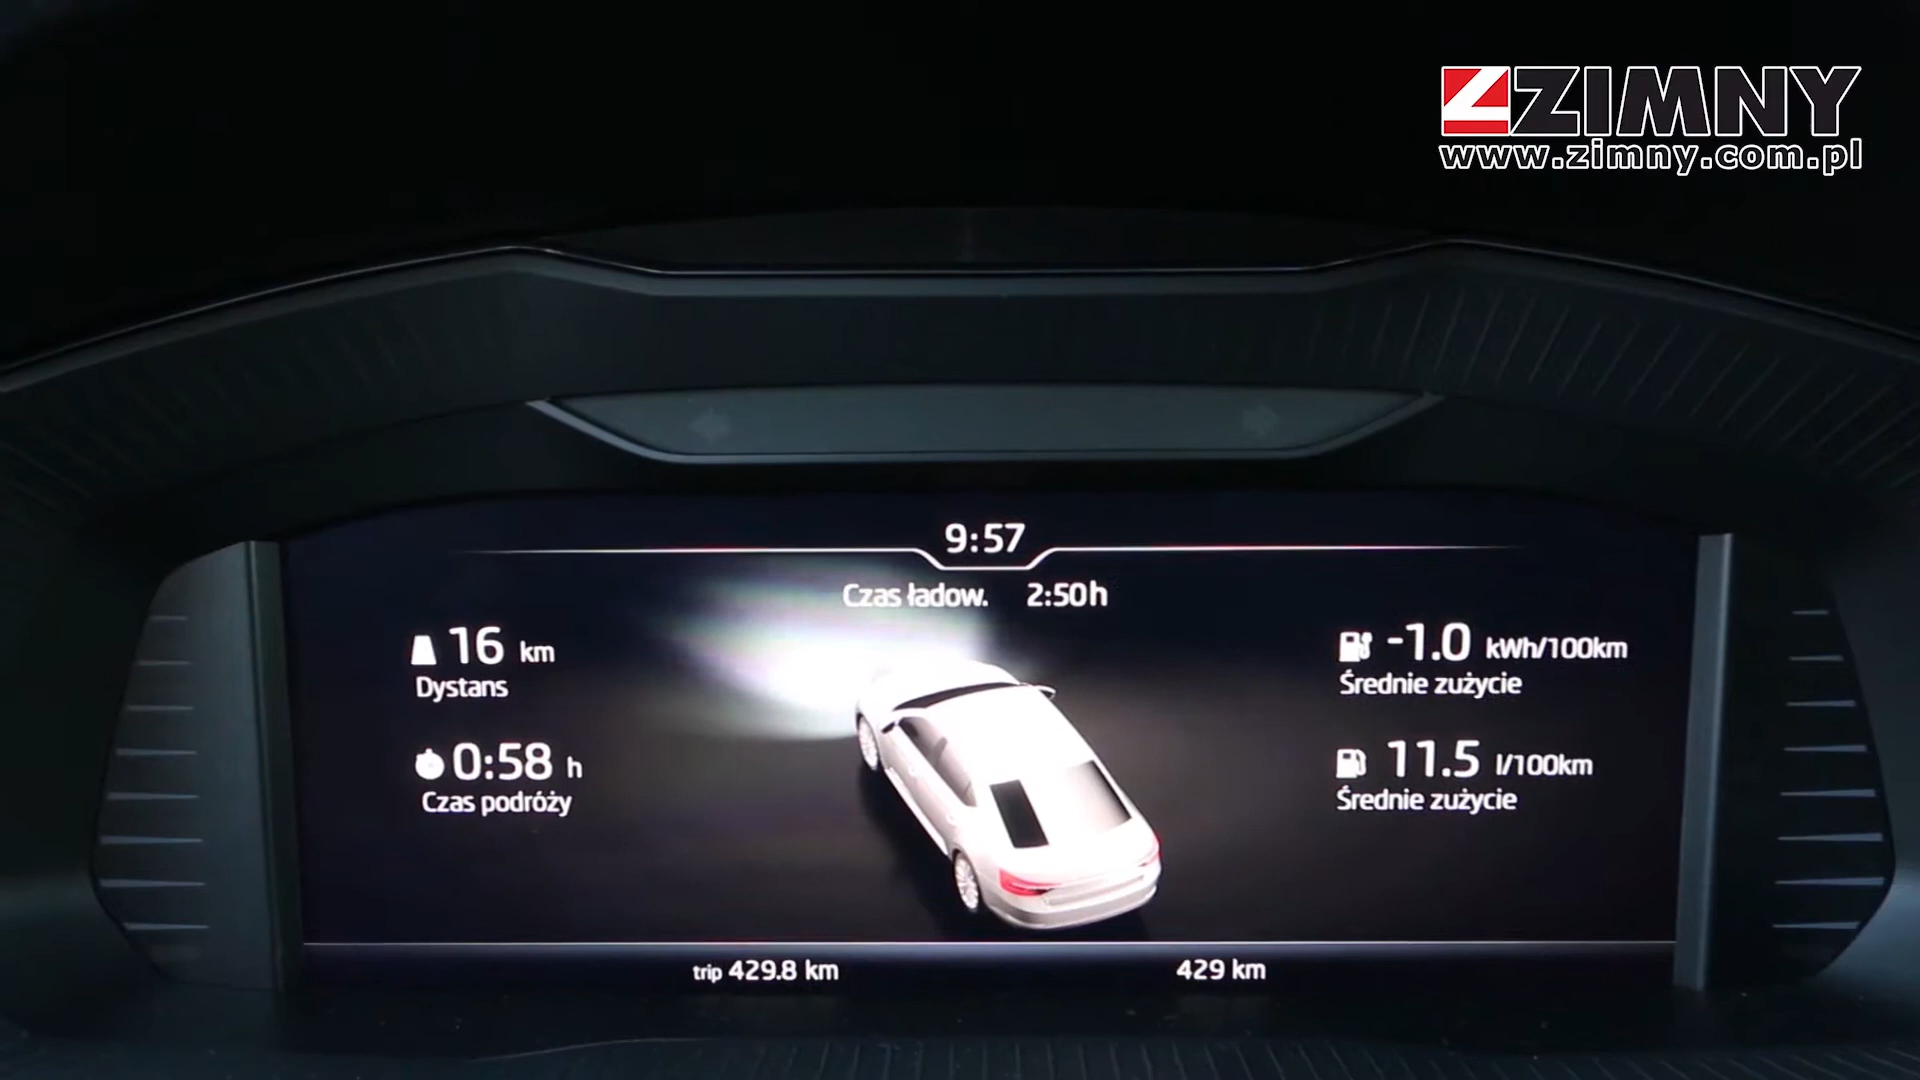 ZIMNY
www.zimny.com.pl
9:57
Czas ładow. 2:50h
16 km
Dystans
0:58 h
Czas podróży
-1.0 kWh/100km
Średnie zużycie
11.5 l/100km
Średnie zużycie
trip 429.8 km
429 km